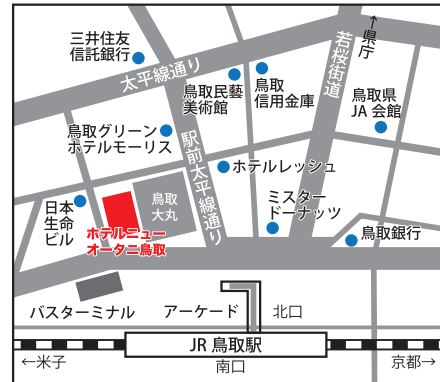 三井住友
信託銀行
太平線通り
鳥取民藝
美術館
鳥取
信用金庫
若桜街道
↑県庁
鳥取県
JA 会館
鳥取グリーン
ホテルモーリス
駅前太平線通り
ホテルレッシュ
鳥取
大丸
日本
生命
ビル
ホテルニュー
オータニ鳥取
ミスター
ドーナッツ
鳥取銀行
バスターミナル
アーケード
北口
JR 鳥取駅
←米子
南口
京都→